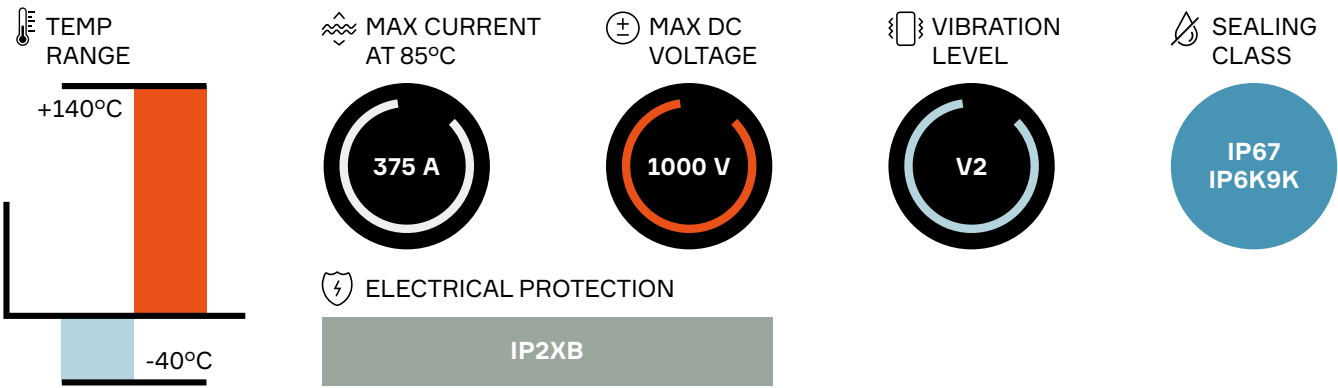 TEMP
RANGE
+140°C
-40°C
MAX CURRENT
AT 85°C
375 A
MAX DC
VOLTAGE
1000 V
VIBRATION
LEVEL
V2
SEALING
CLASS
IP67
IP6K9K
ELECTRICAL PROTECTION
IP2XB